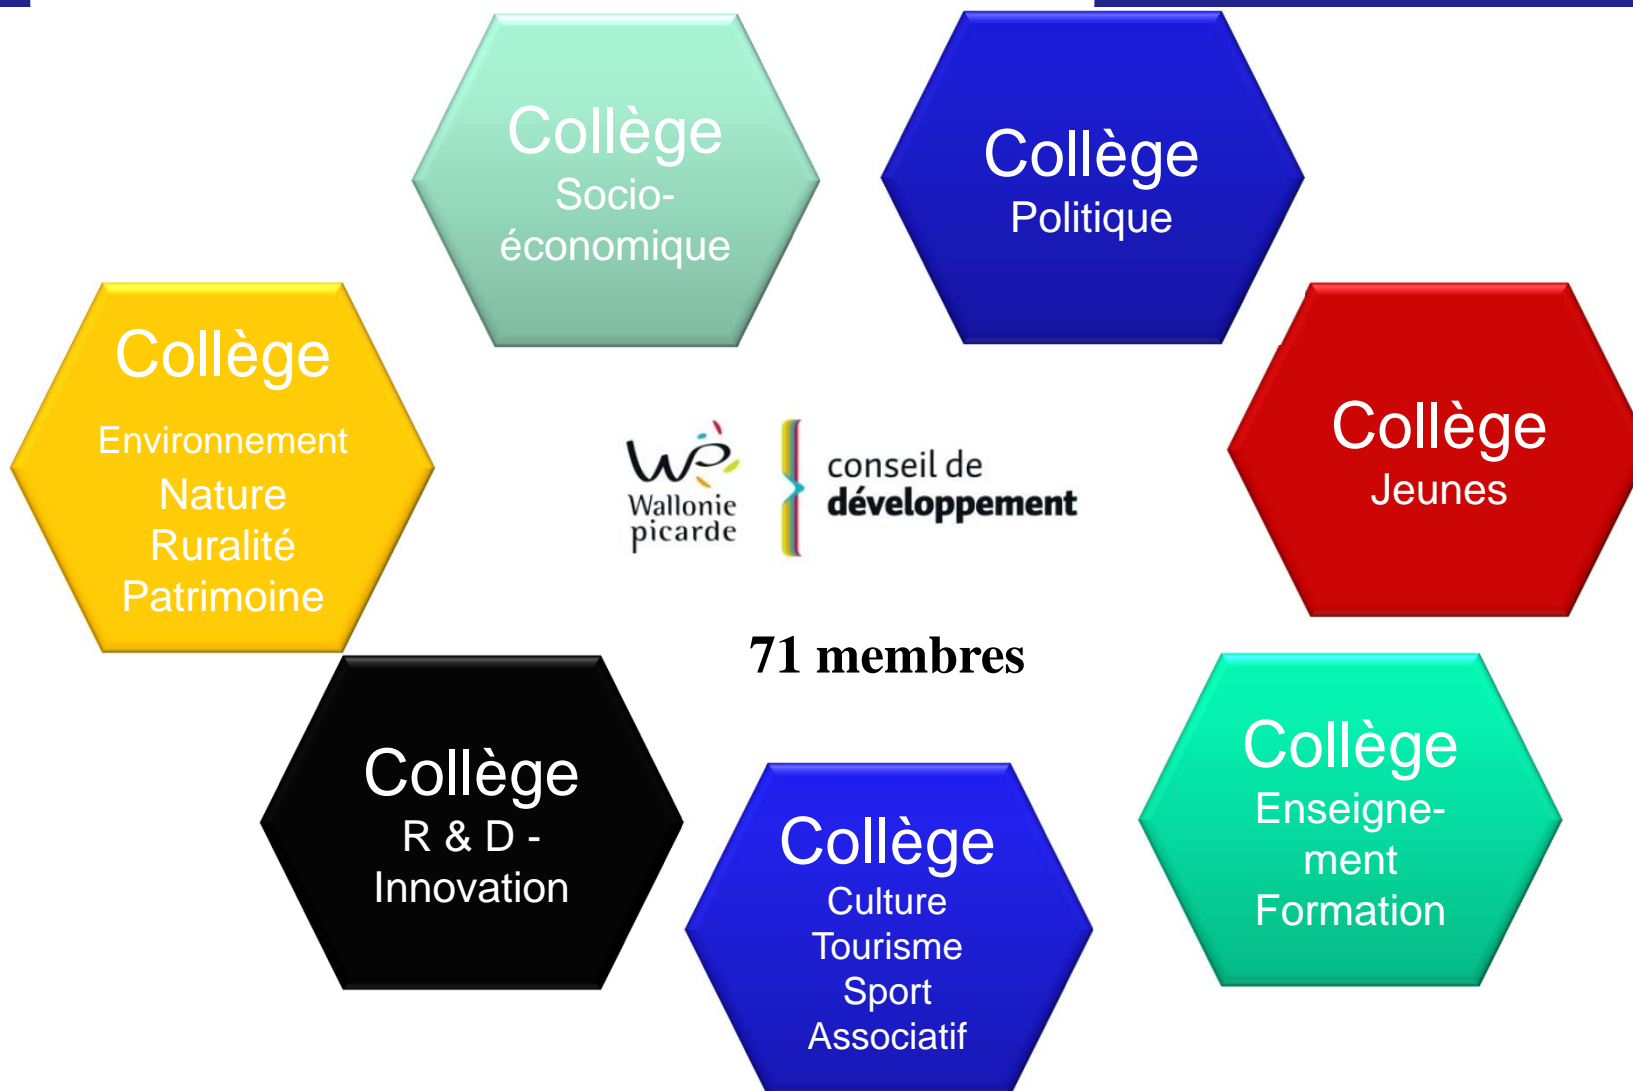 Collège
Socio-
économique
Collège
Politique
Collège
Environnement
Nature
Ruralité
Patrimoine
Wallonie
picarde
conseil de
développement
Collège
Jeunes
71 membres
Collège
R & D -
Innovation
Collège
Culture
Tourisme
Sport
Associatif
Collège
Enseigne-
ment
Formation